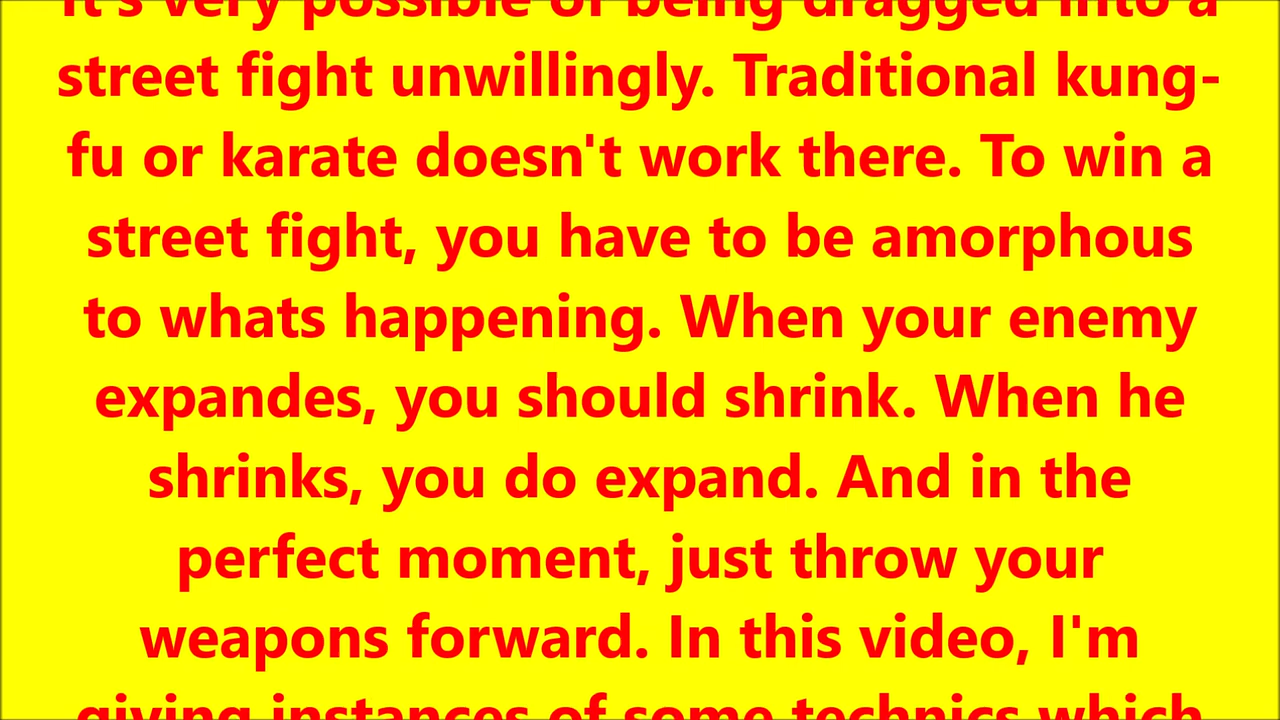 It's very possible of being dragged into a
street fight unwillingly. Traditional kung-
fu or karate doesn't work there. To win a
street fight, you have to be amorphous
to whats happening. When your enemy
expandes, you should shrink. When he
shrinks, you do expand. And in the
perfect moment, just throw your
weapons forward. In this video, I'm
giving instances of some technics which